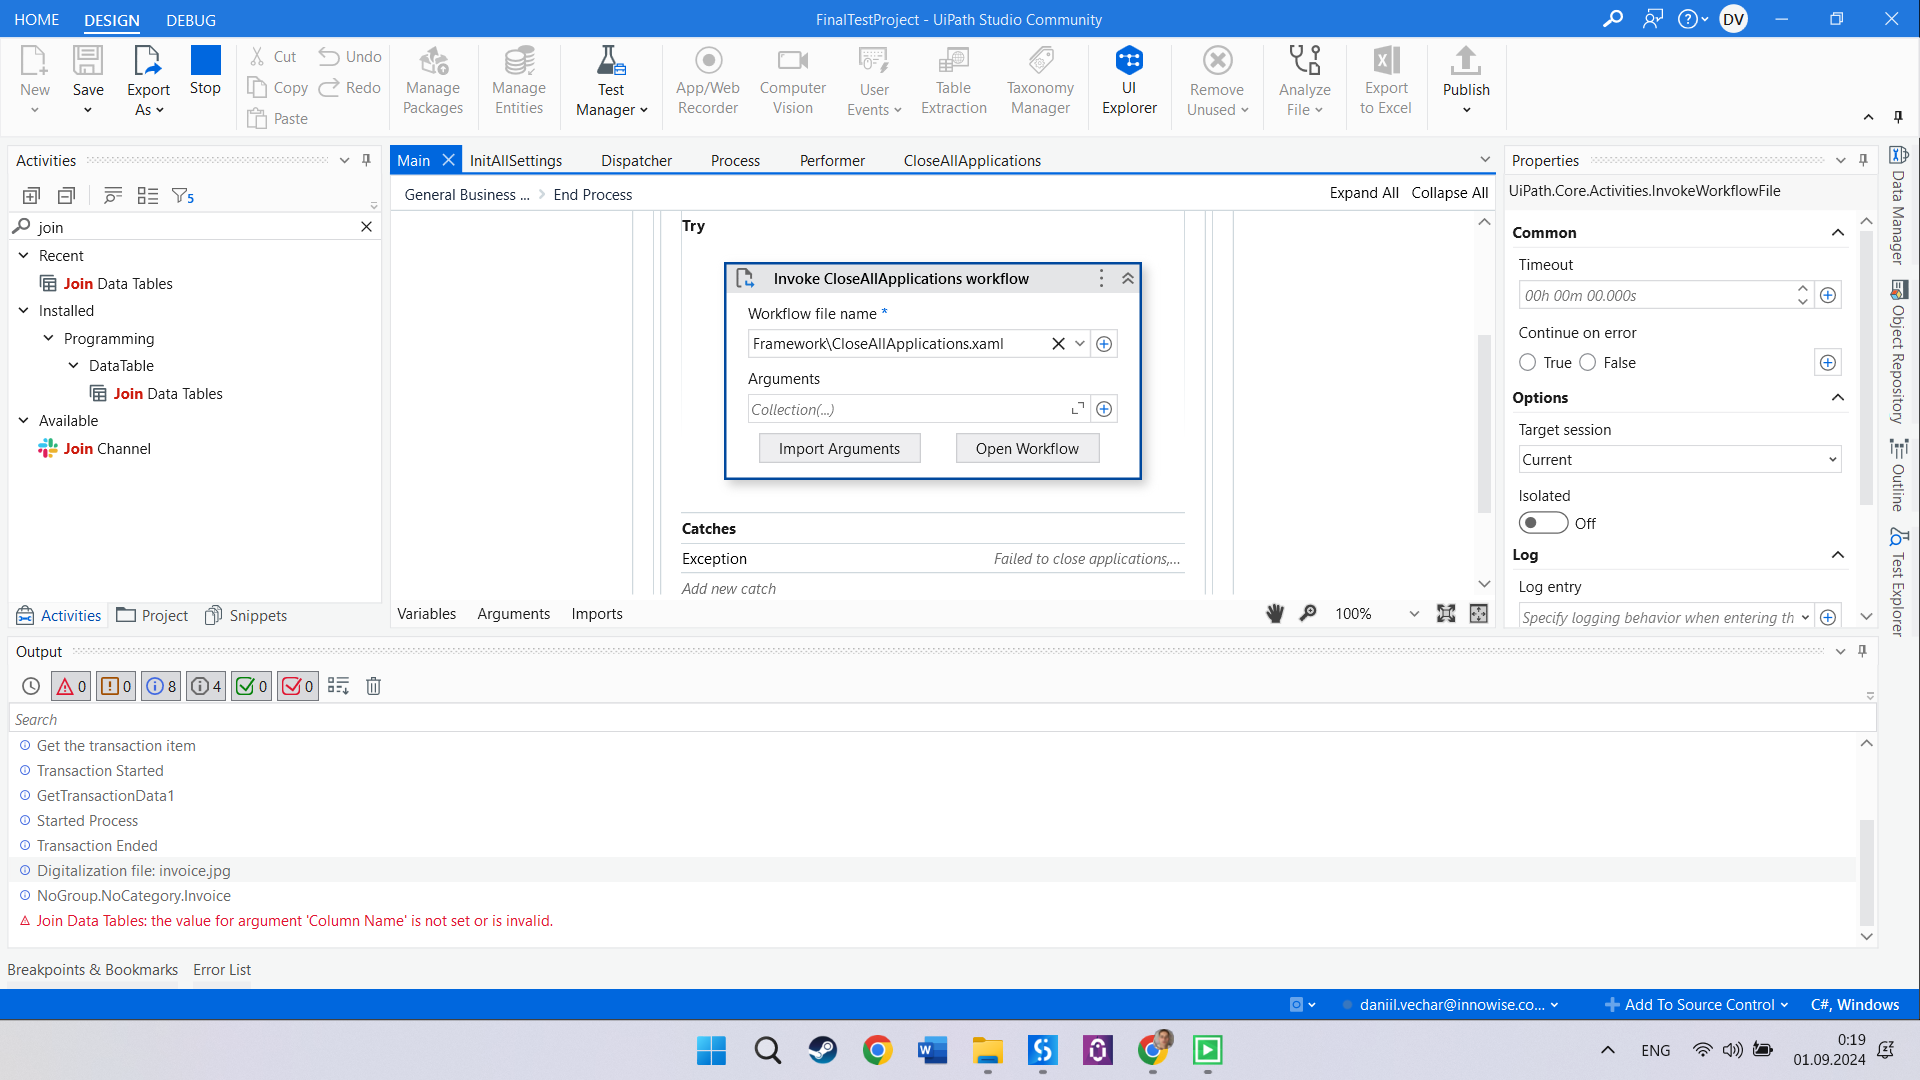 HOME DESIGN DEBUG
FinalTestProject - UiPath Studio Community
DV
New
Save
Export As
Stop
Cut
Copy
Paste
Undo
Redo
Manage Packages
Manage Entities
Test Manager
App/Web Recorder
Computer Vision
User Events
Table Extraction
Taxonomy Manager
UI Explorer
Remove Unused
Analyze File
Export to Excel
Publish
Activities
5
join
Recent
Join Data Tables
Installed
Programming
DataTable
Join Data Tables
Available
Join Channel
Activities Project Snippets
Main InitAllSettings Dispatcher Process Performer CloseAllApplications
General Business ... End Process
Expand All Collapse All
Try
Invoke CloseAllApplications workflow
Workflow file name *
Framework\CloseAllApplications.xaml
Arguments
Collection(...)
Import Arguments Open Workflow
Catches
Exception Failed to close applications,...
Add new catch
Variables Arguments Imports
100%
Properties
UiPath.Core.Activities.InvokeWorkflowFile
Common
Timeout
00h 00m 00.000s
Continue on error
True False
Options
Target session
Current
Isolated
Off
Log
Log entry
Specify logging behavior when entering th
Data Manager
Object Repository
Outline
Test Explorer
Output
0 0 8 4 0 0
Search
Get the transaction item
Transaction Started
GetTransactionData1
Started Process
Transaction Ended
Digitalization file: invoice.jpg
NoGroup.NoCategory.Invoice
Join Data Tables: the value for argument 'Column Name' is not set or is invalid.
Breakpoints & Bookmarks Error List
daniil.vechar@innowise.co... Add To Source Control C#, Windows
ENG
0:19
01.09.2024